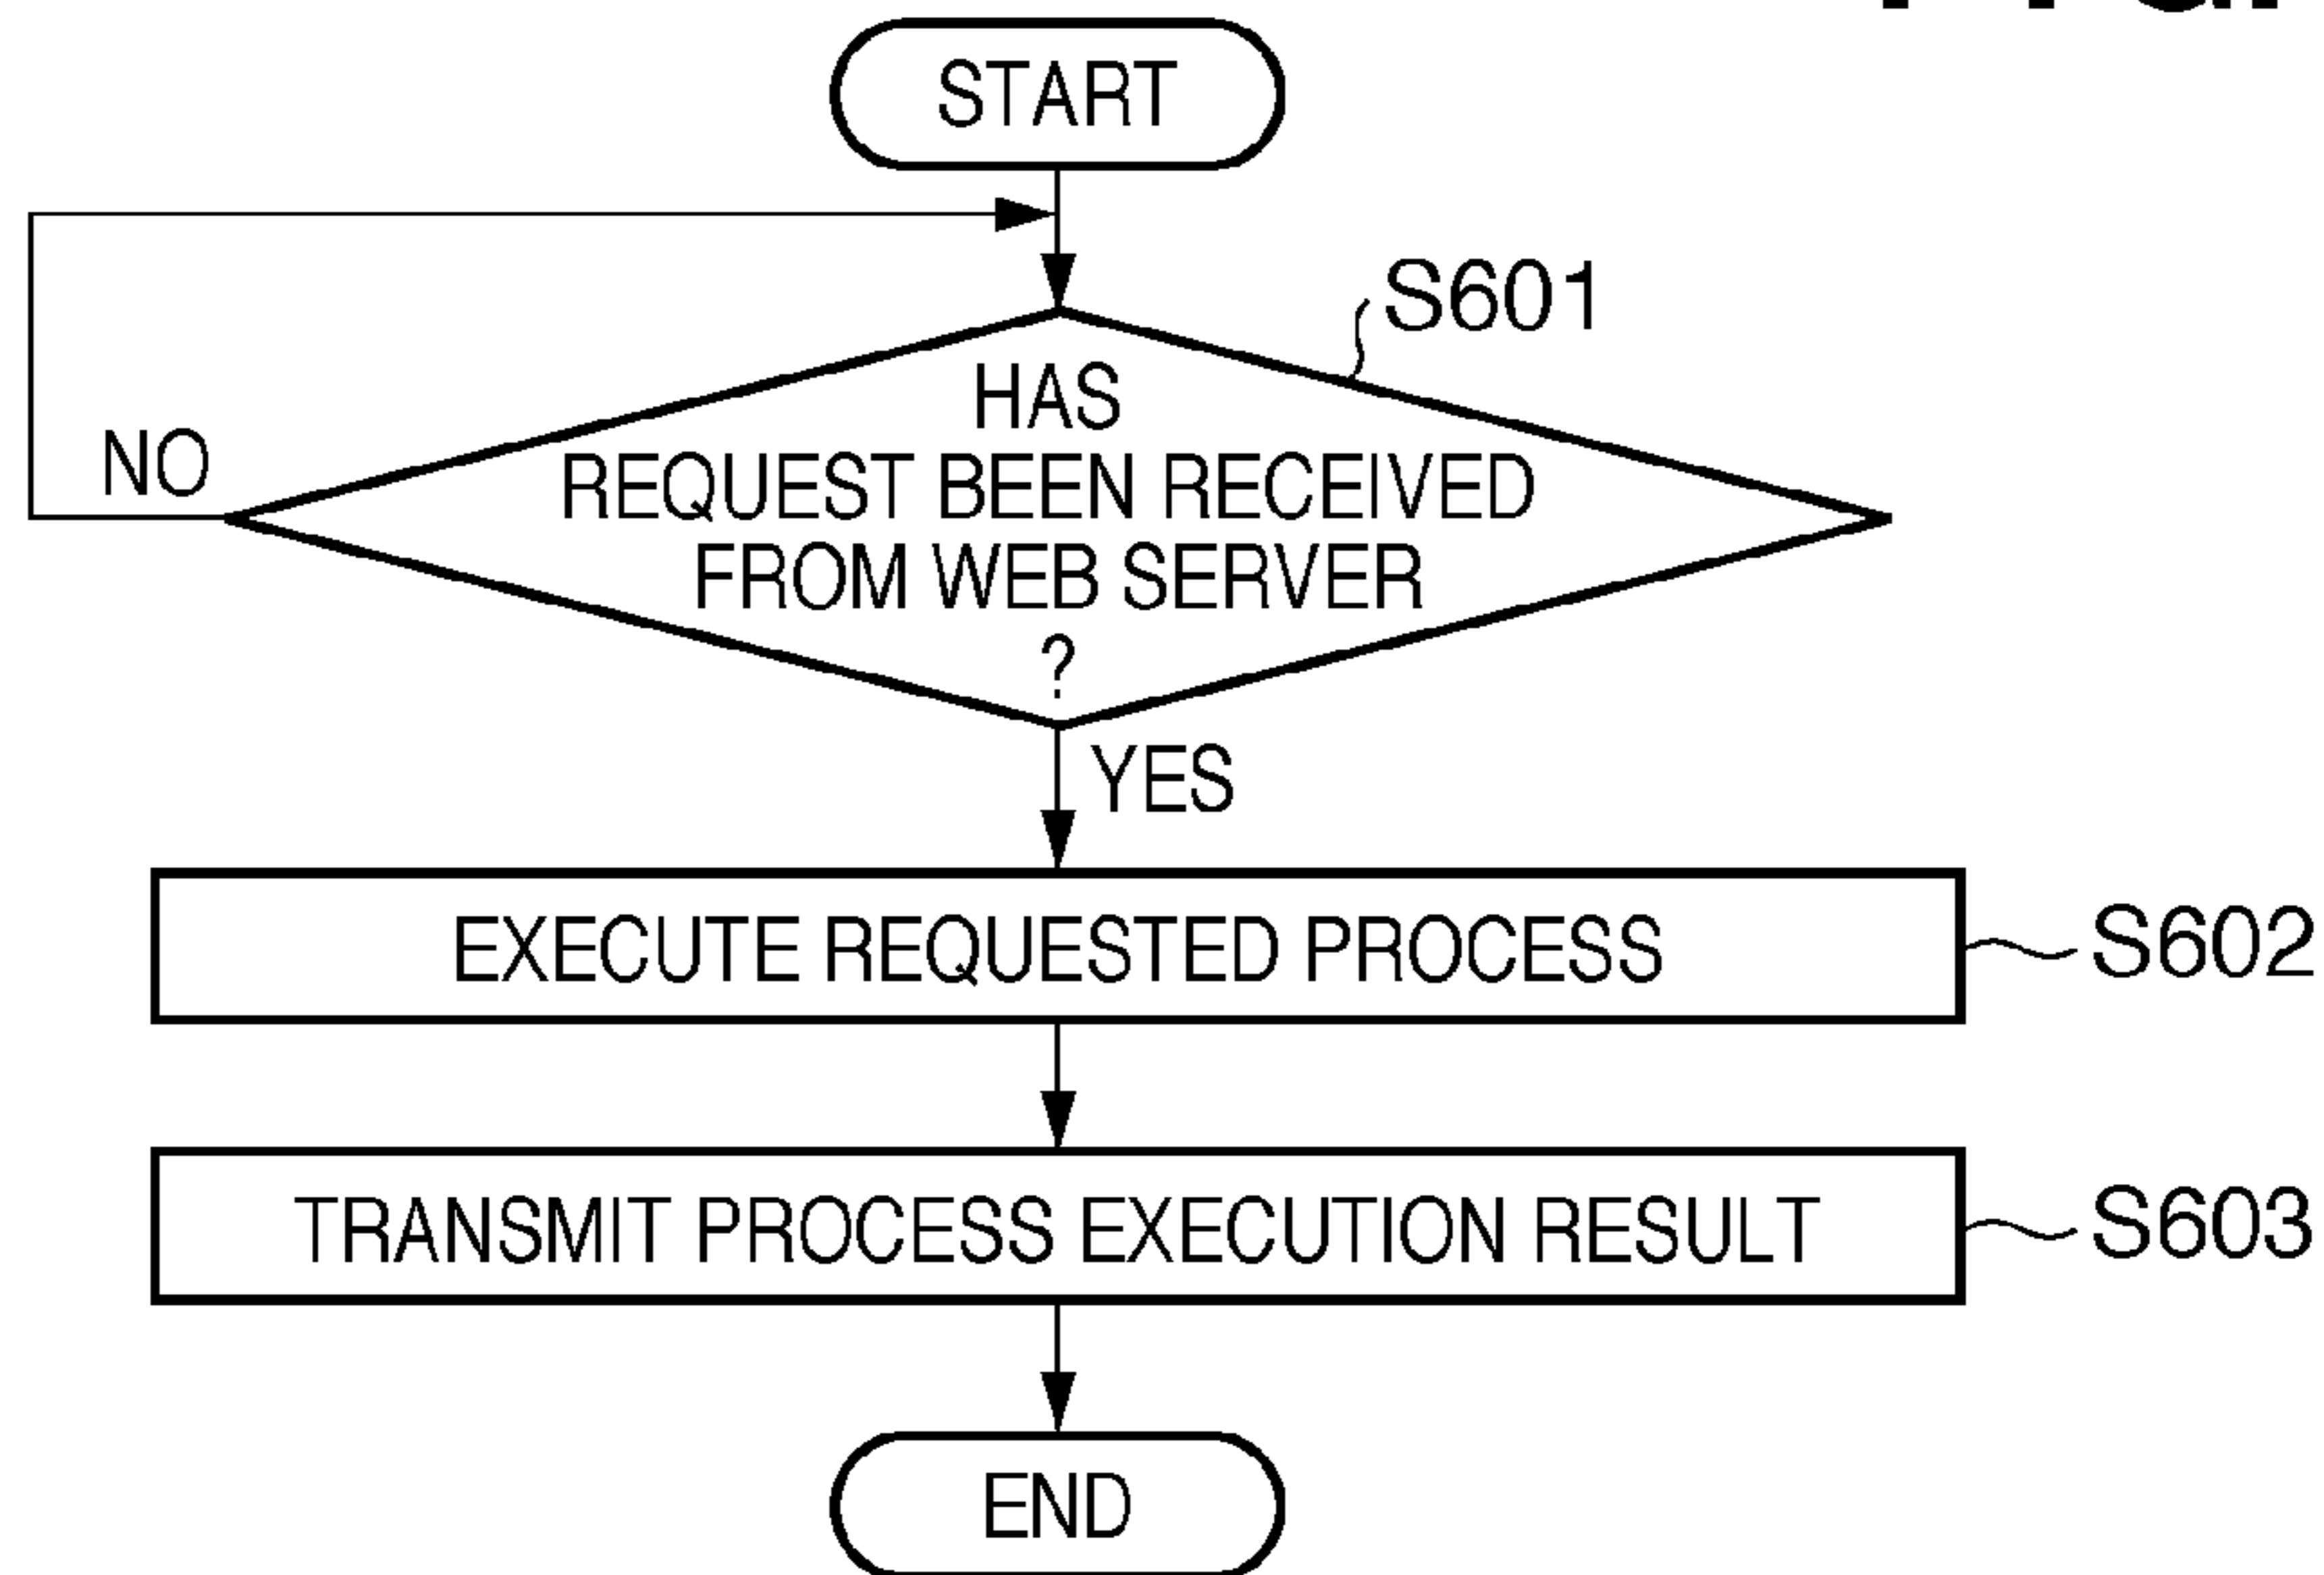 START
S601
HAS
REQUEST BEEN RECEIVED
FROM WEB SERVER
?
NO
YES
EXECUTE REQUESTED PROCESS
S602
TRANSMIT PROCESS EXECUTION RESULT
S603
END